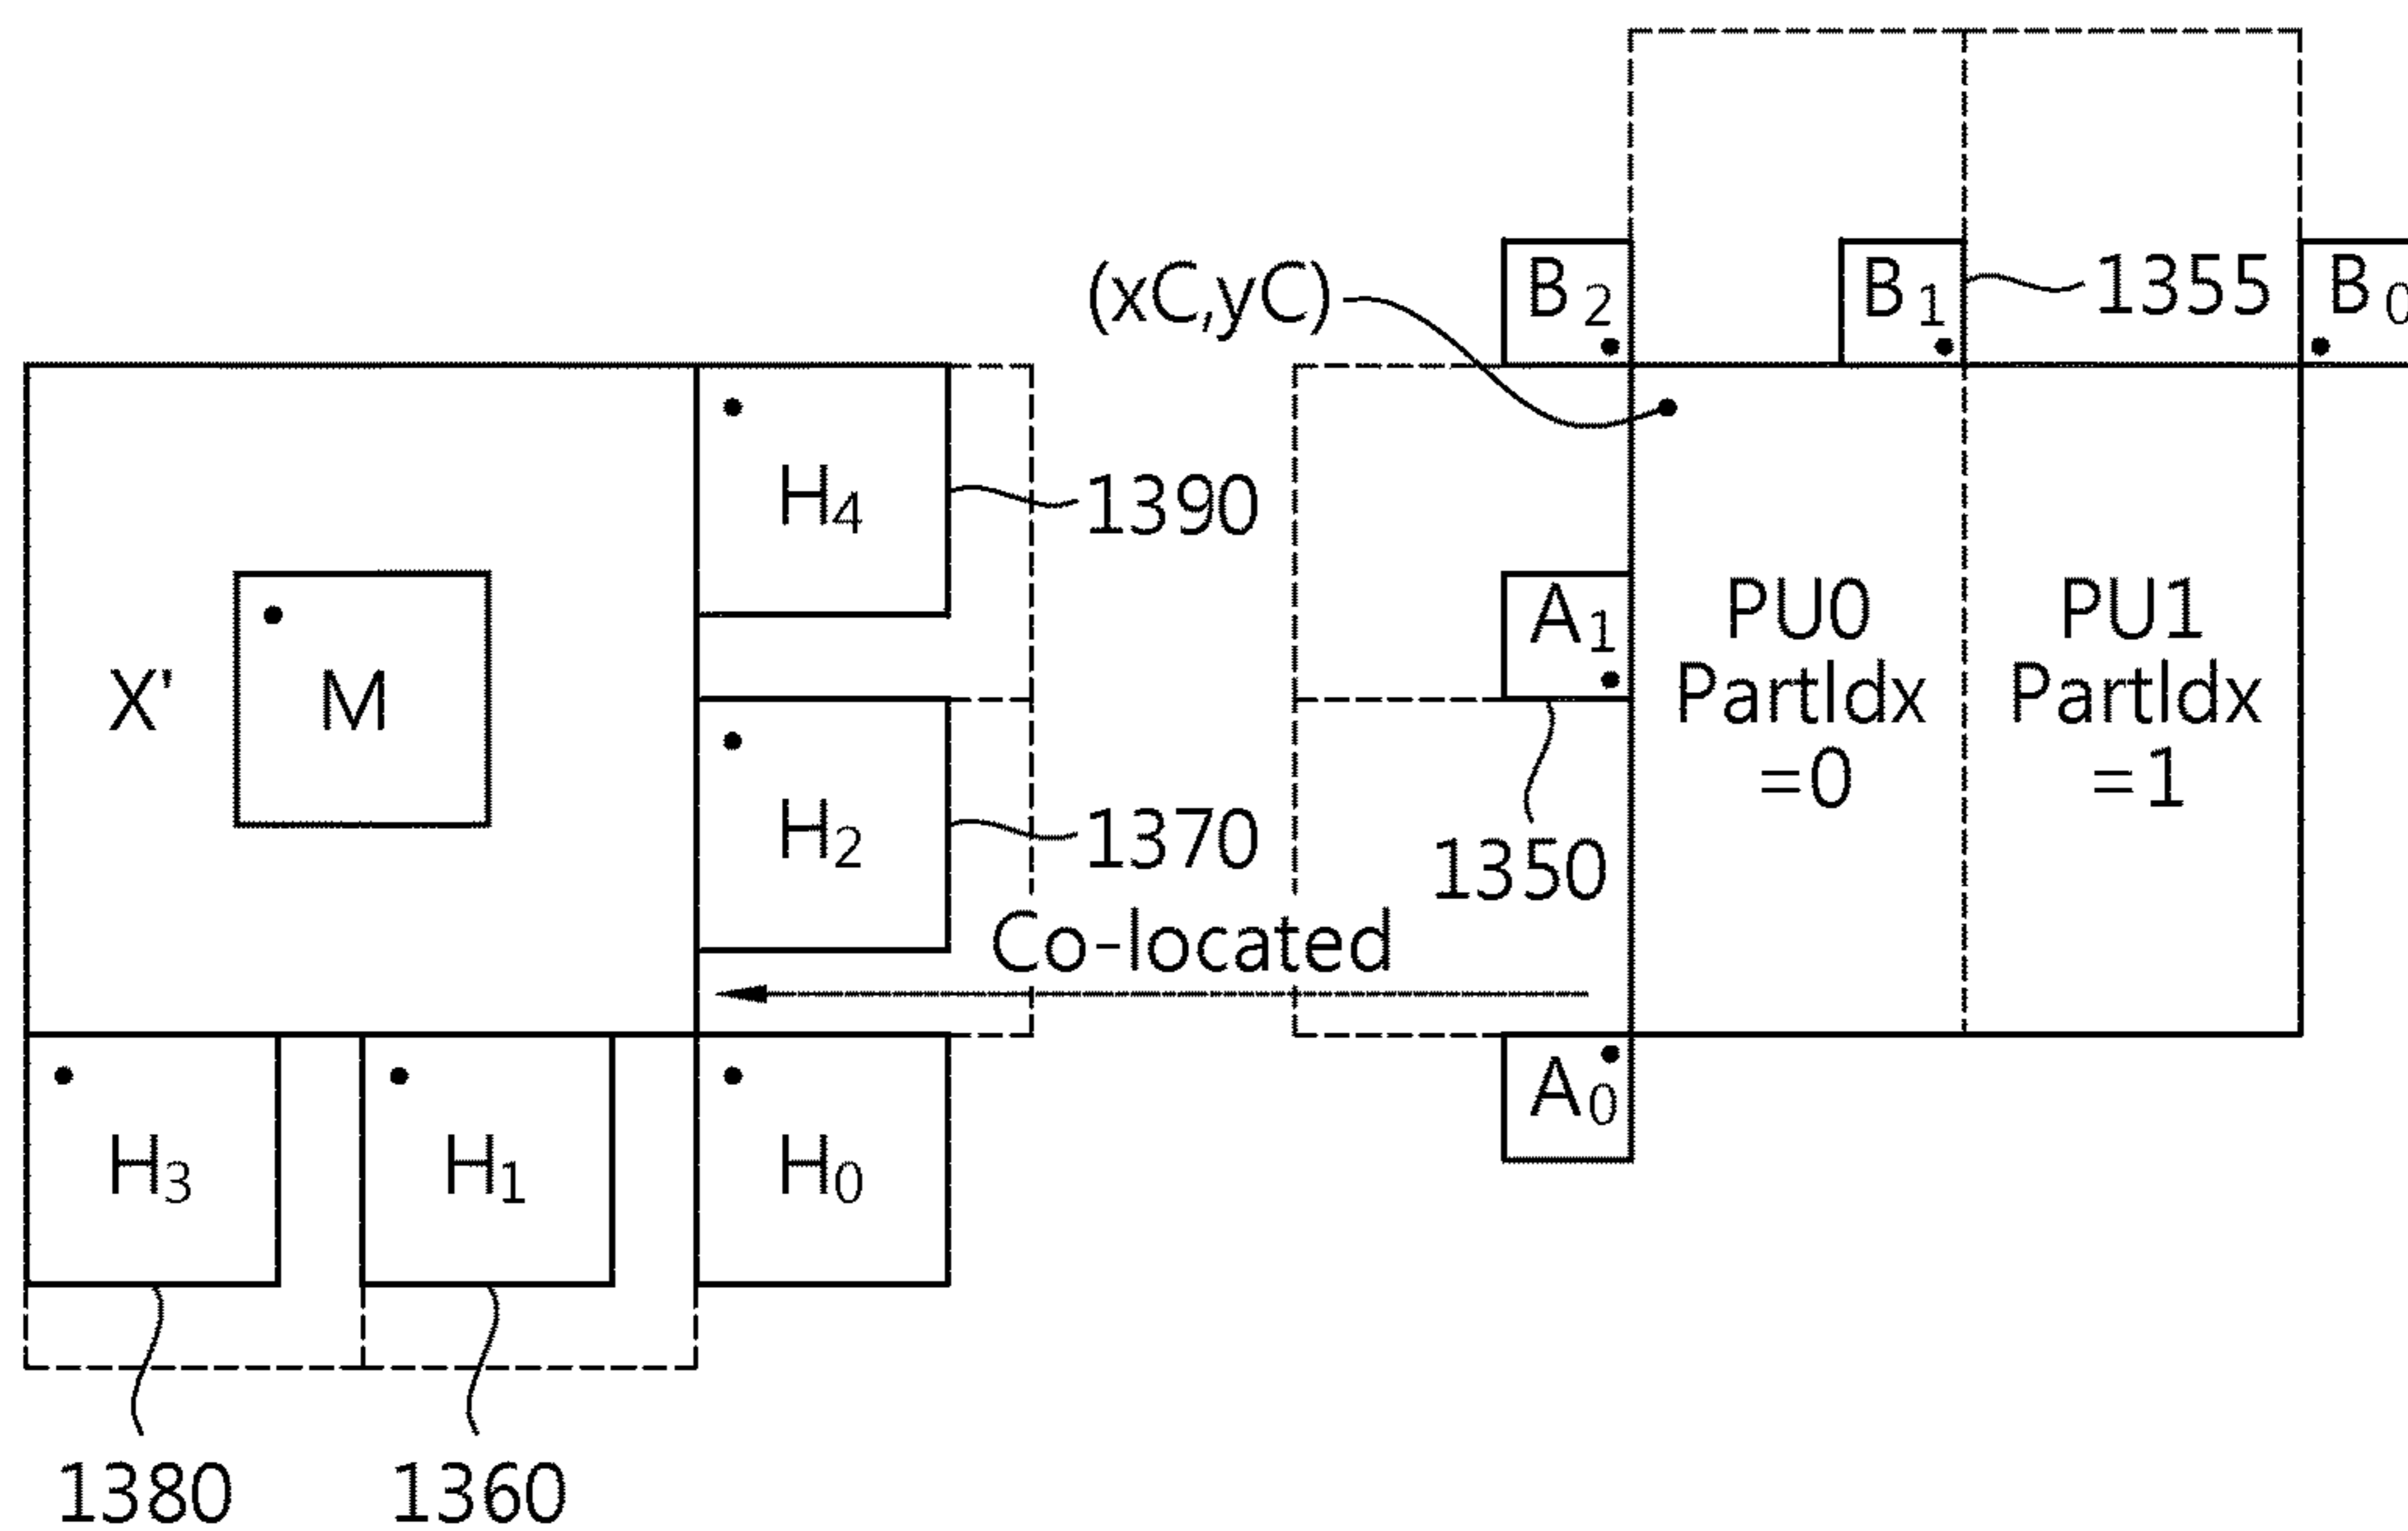 (xC,yC)
B2
B1
1355
B0
H4
1390
A1
PU0
PartIdx
=0
PU1
PartIdx
=1
X'
M
H2
1370
1350
Co-located
A0
H3
H1
H0
1380
1360